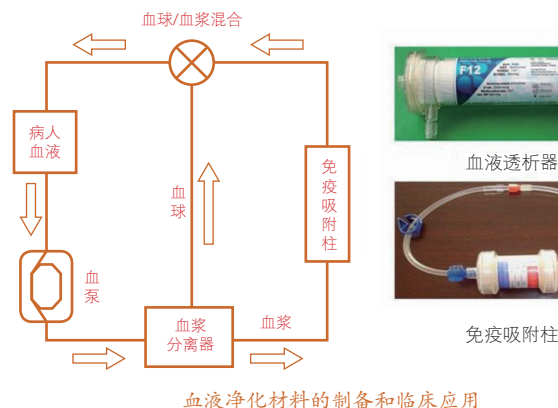 血球/血浆混合
病人
血液
血
球
免
疫
吸
附
柱
血
泵
血浆
分离器
血浆
F12
血液透析器
免疫吸附柱
血液净化材料的制备和临床应用